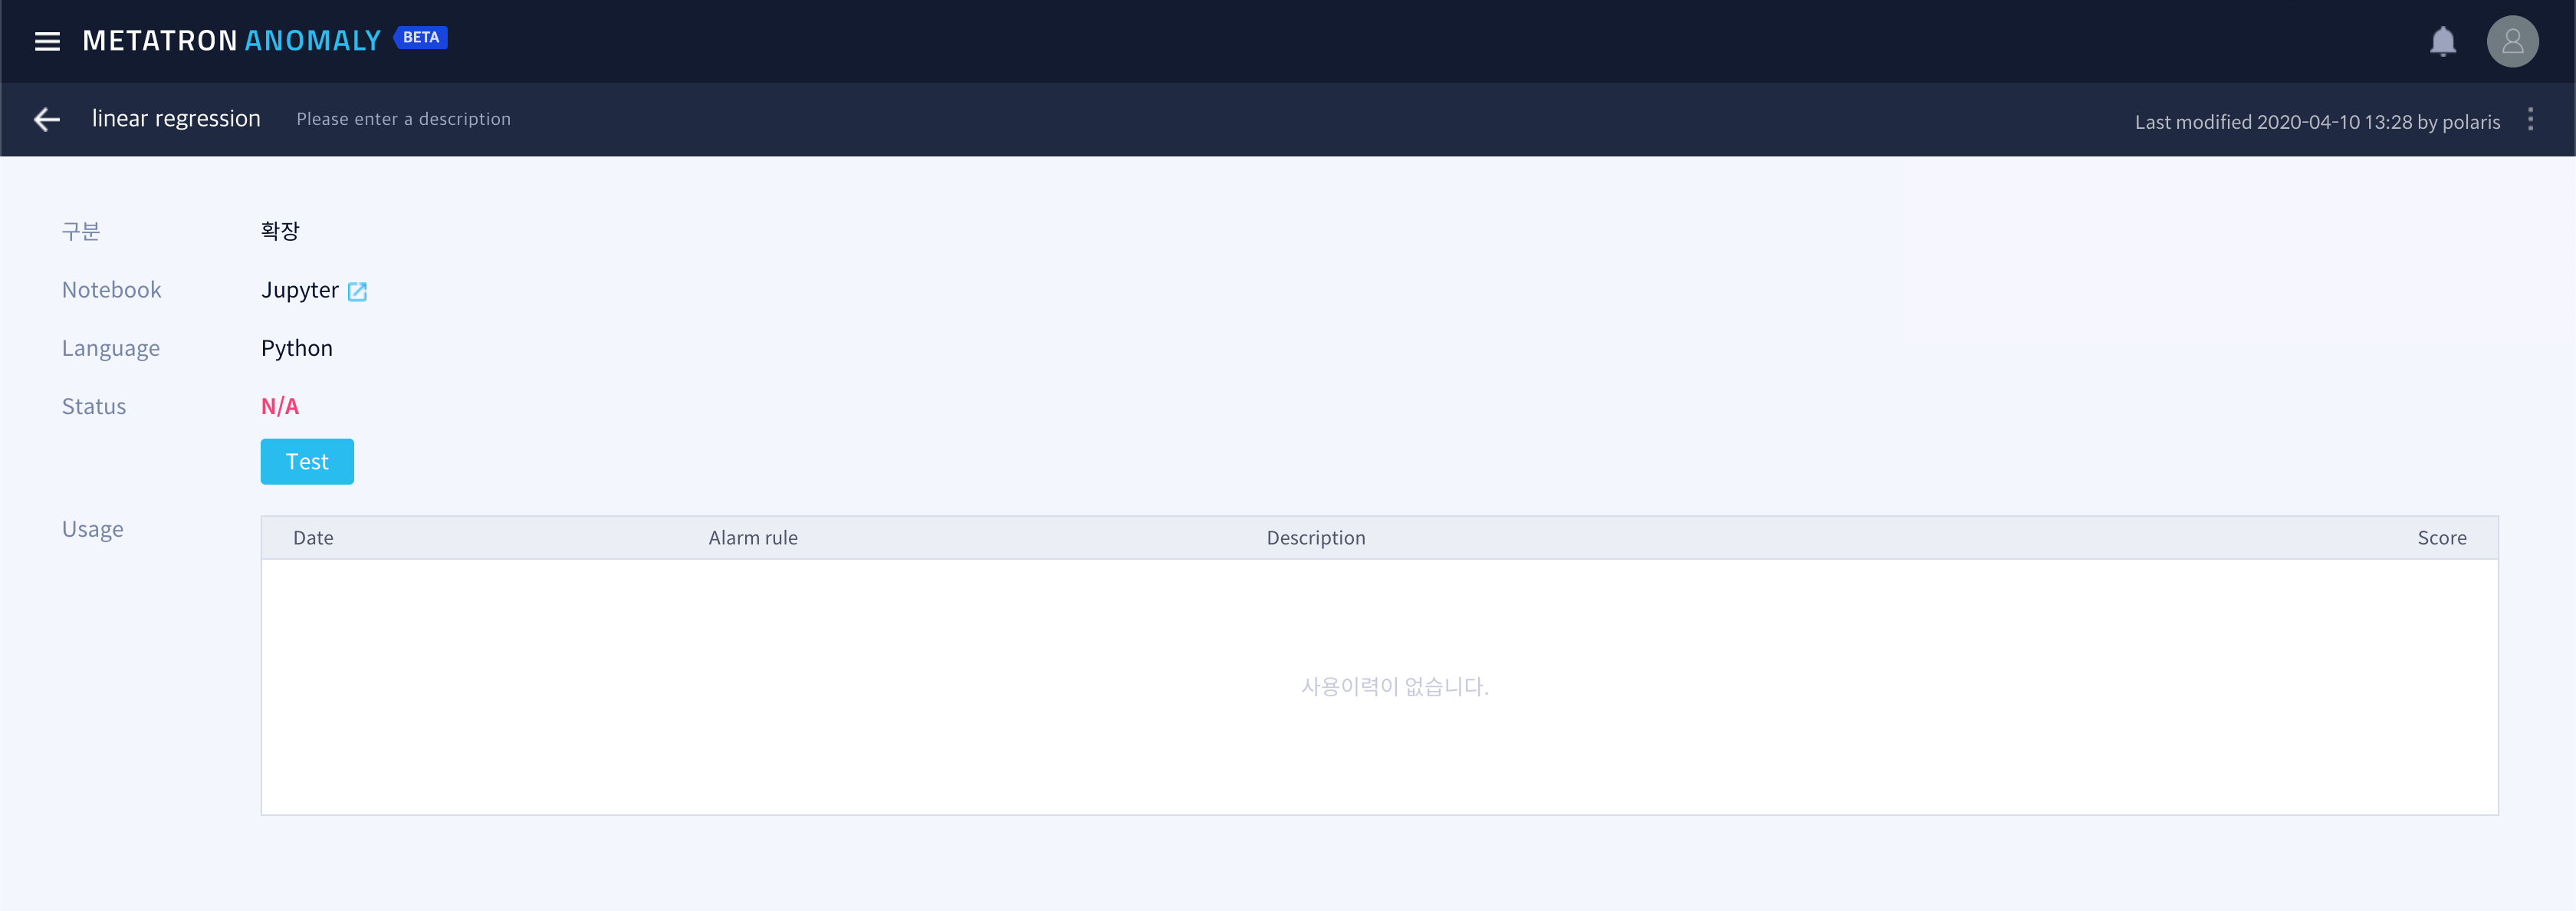 METATRON ANOMALY BETA
linear regression Please enter a description Last modified 2020-04-10 13:28 by polaris
구분 확장
Notebook Jupyter
Language Python
Status N/A
Test
Usage
Date Alarm rule Description Score
사용이력이 없습니다.